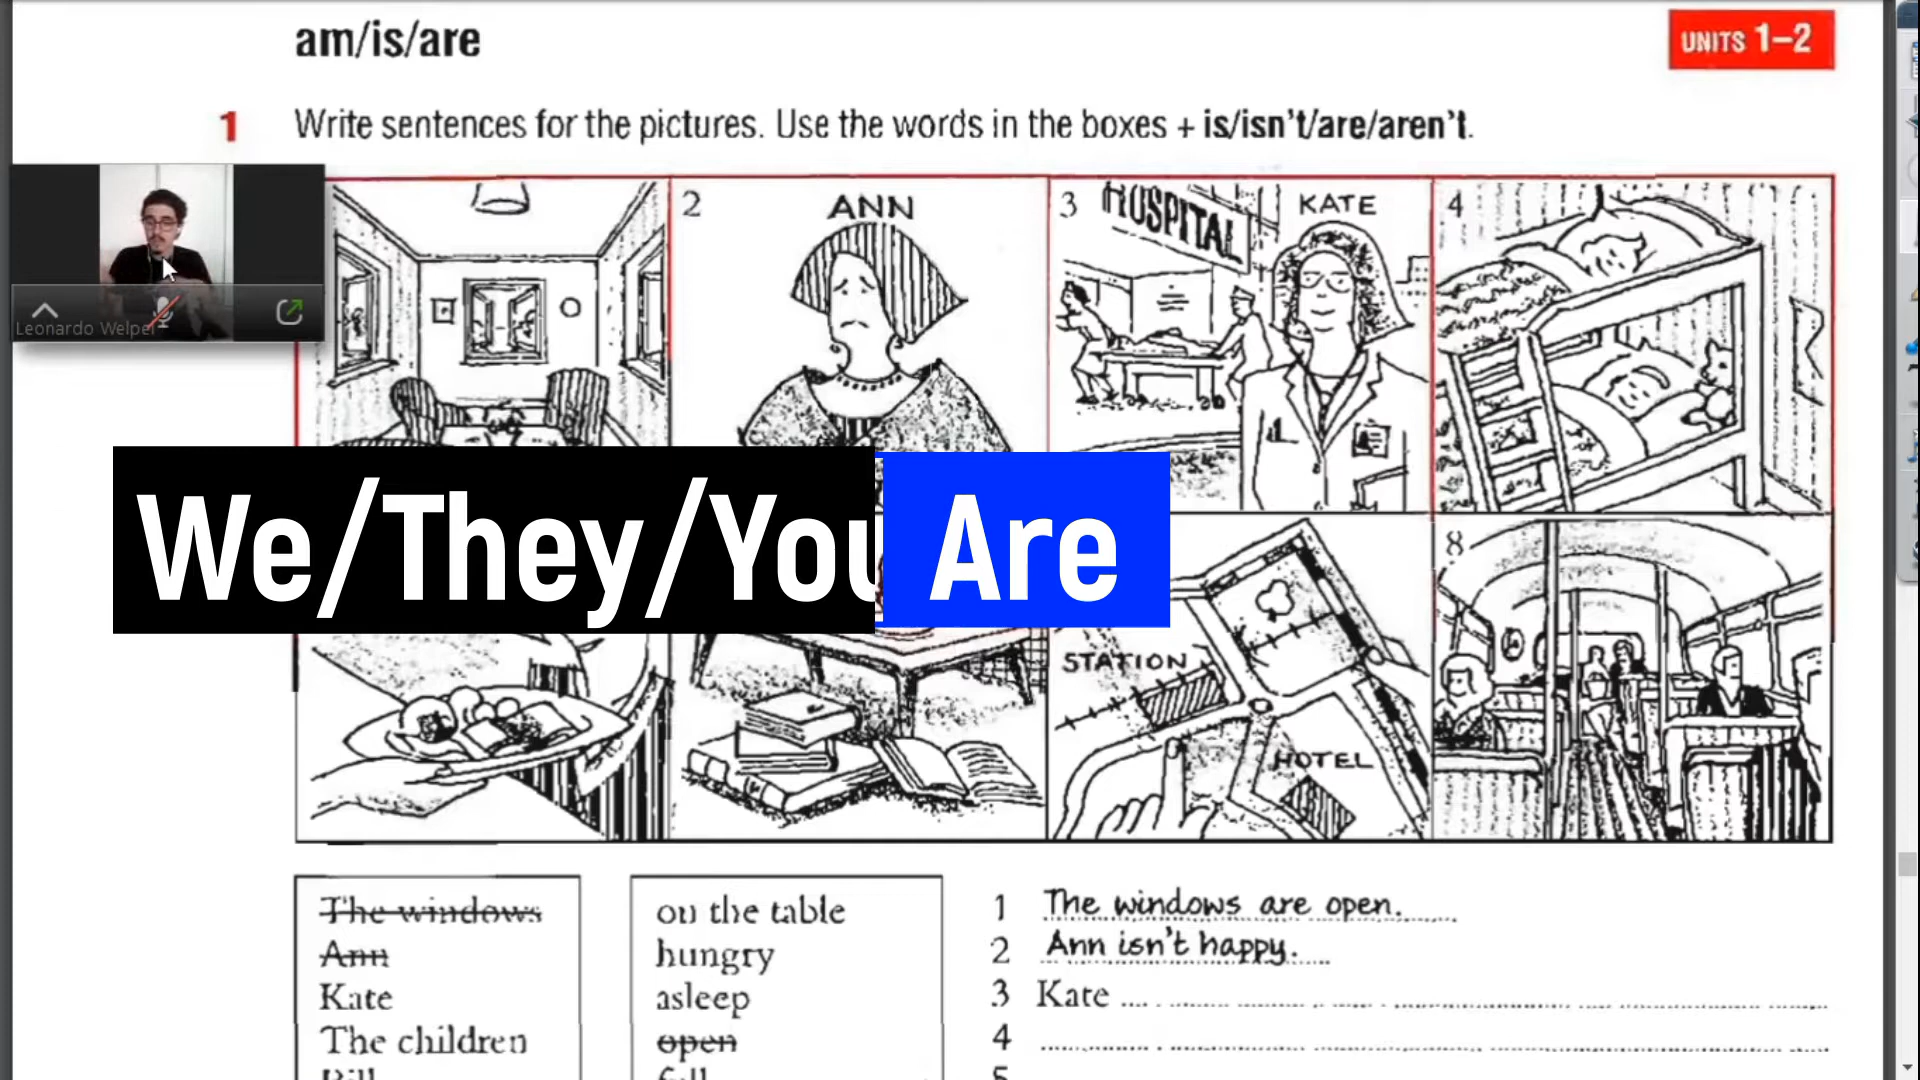 am/is/are
UNITS 1–2
1 Write sentences for the pictures. Use the words in the boxes + is/isn't/are/aren't.
2 ANN
3 HOSPITAL KATE
4
Leonardo Welper
We/They/You Are
8
STATION
HOTEL
The windows
Ann
Kate
The children
Bill
on the table
hungry
asleep
open
full
1 The windows are open.
2 Ann isn't happy.
3 Kate
4
5